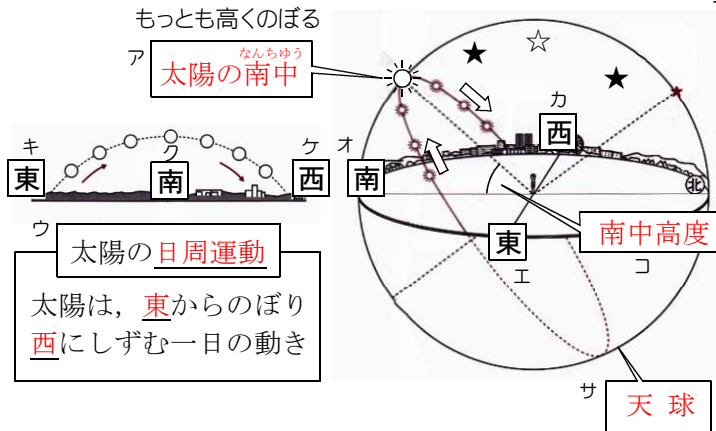 もっとも高くのぼる
ア
なんちゅう
太陽の南中
キ
ク
ケ
東
南
西
ウ
太陽の日周運動
太陽は，東からのぼり
西にしずむ一日の動き
オ
南
カ
西
北
東
エ
南中高度
コ
サ
天球